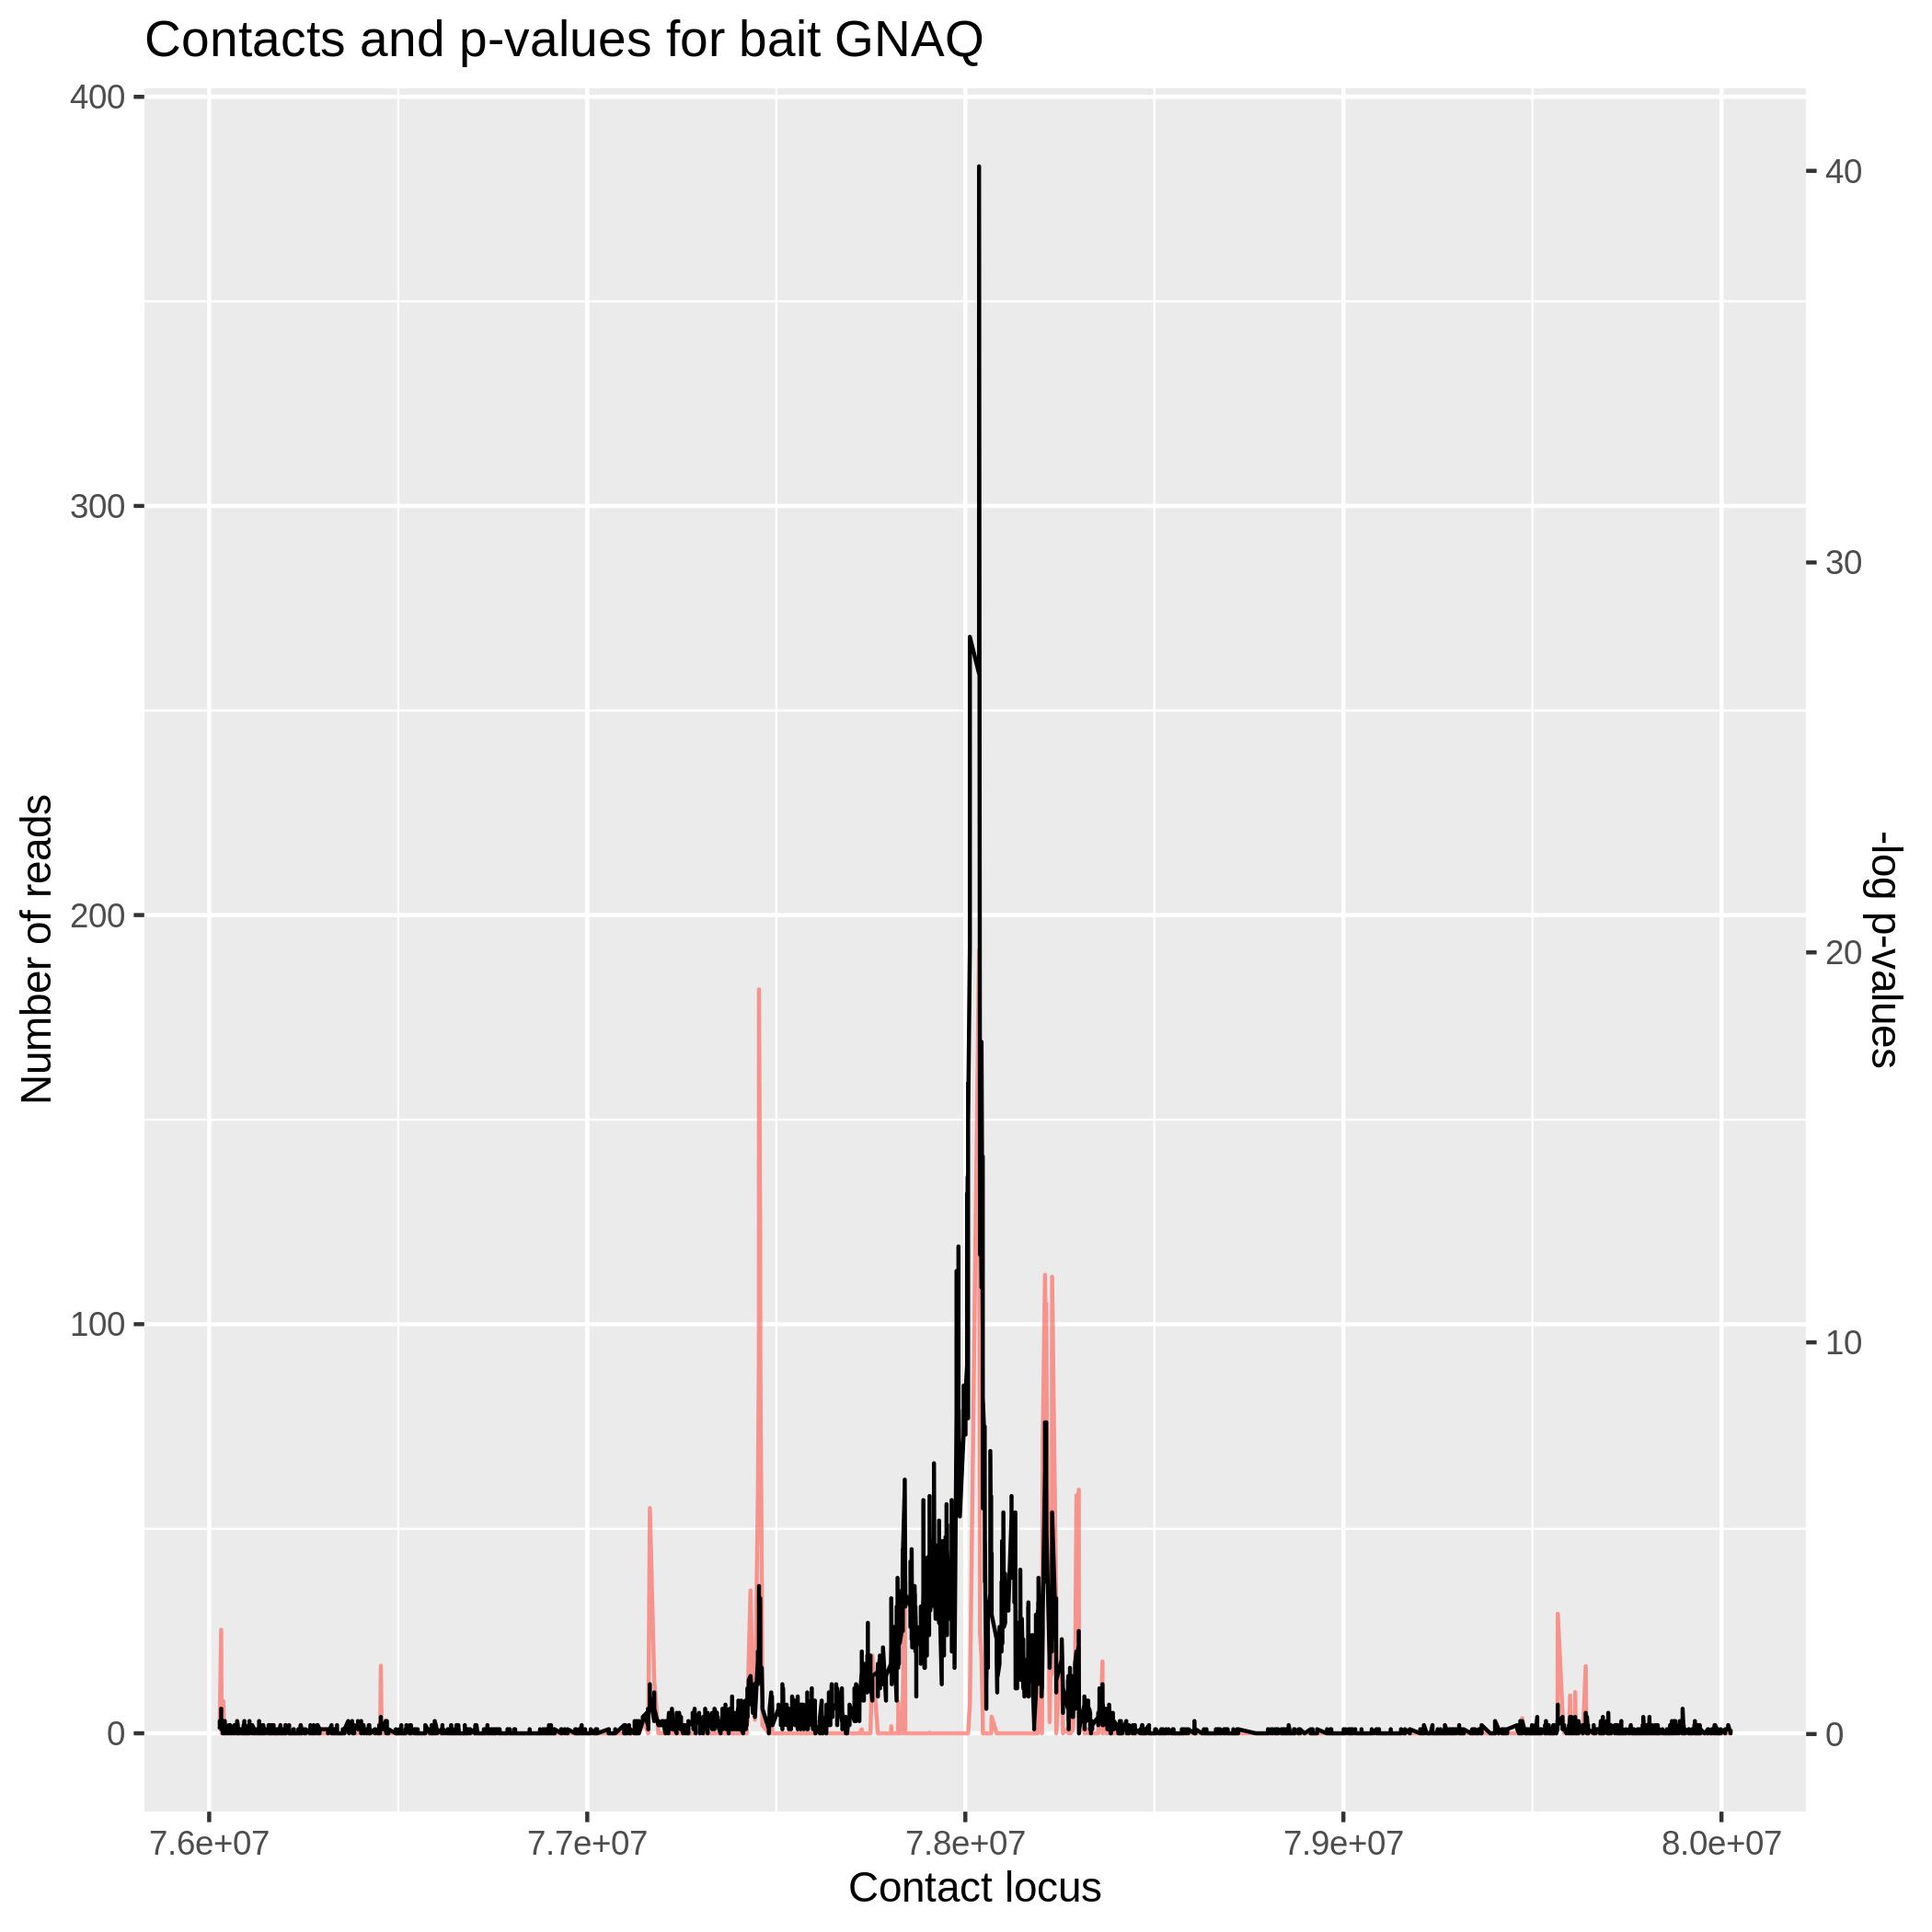 Contacts and p-values for bait GNAQ
400
300
200
100
0
Number of reads
40
30
20
10
0
-log p-values
7.6e+07
7.7e+07
7.8e+07
7.9e+07
8.0e+07
Contact locus